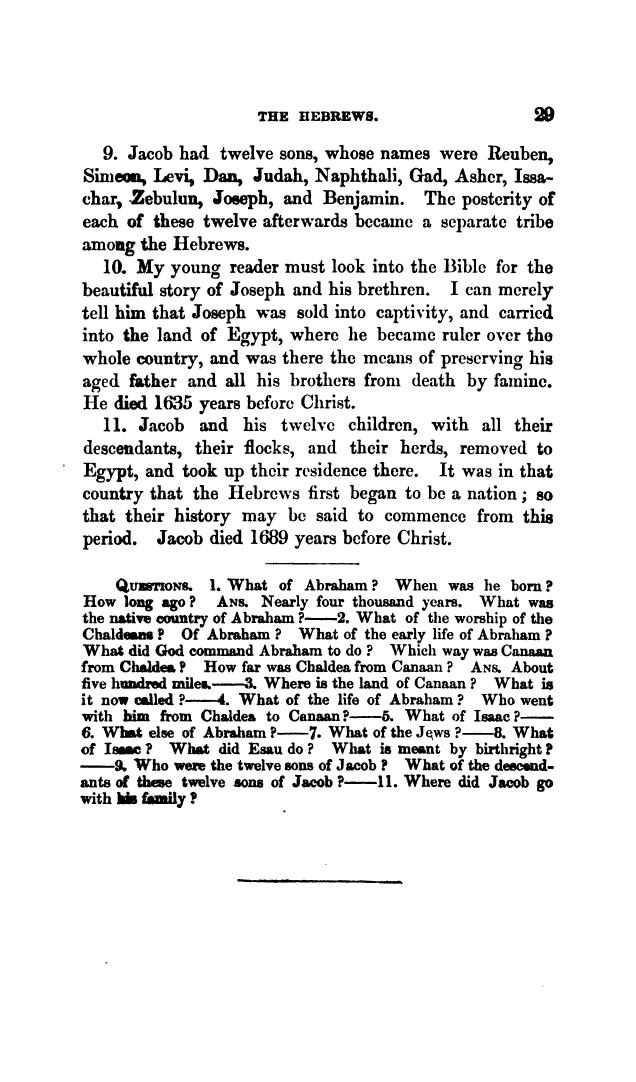 THE HEBREWS. 29
9. Jacob had twelve sons, whose names were Reuben,
Simeon, Levi, Dan, Judah, Naphthali, Gad, Asher, Issa-
char, Zebulun, Joseph, and Benjamin. The posterity of
each of these twelve afterwards became a separate tribe
among the Hebrews.
10. My young reader must look into the Bible for the
beautiful story of Joseph and his brethren. I can merely
tell him that Joseph was sold into captivity, and carried
into the land of Egypt, where he became ruler over the
whole country, and was there the means of preserving his
aged father and all his brothers from death by famine.
He died 1635 years before Christ.
11. Jacob and his twelve children, with all their
descendants, their flocks, and their herds, removed to
Egypt, and took up their residence there. It was in that
country that the Hebrews first began to be a nation; so
that their history may be said to commence from this
period. Jacob died 1689 years before Christ.
QUESTIONS. 1. What of Abraham? When was he born?
How long ago? ANS. Nearly four thousand years. What was
the native country of Abraham?——2. What of the worship of the
Chaldeans? Of Abraham? What of the early life of Abraham?
What did God command Abraham to do? Which way was Canaan
from Chaldea? How far was Chaldea from Canaan? ANS. About
five hundred miles.——3. Where is the land of Canaan? What is
it now called?——4. What of the life of Abraham? Who went
with him from Chaldea to Canaan?——5. What of Isaac?——
6. What else of Abraham?——7. What of the Jews?——8. What
of Isaac? What did Esau do? What is meant by birthright?
——9. Who were the twelve sons of Jacob? What of the descend-
ants of these twelve sons of Jacob?——11. Where did Jacob go
with his family?